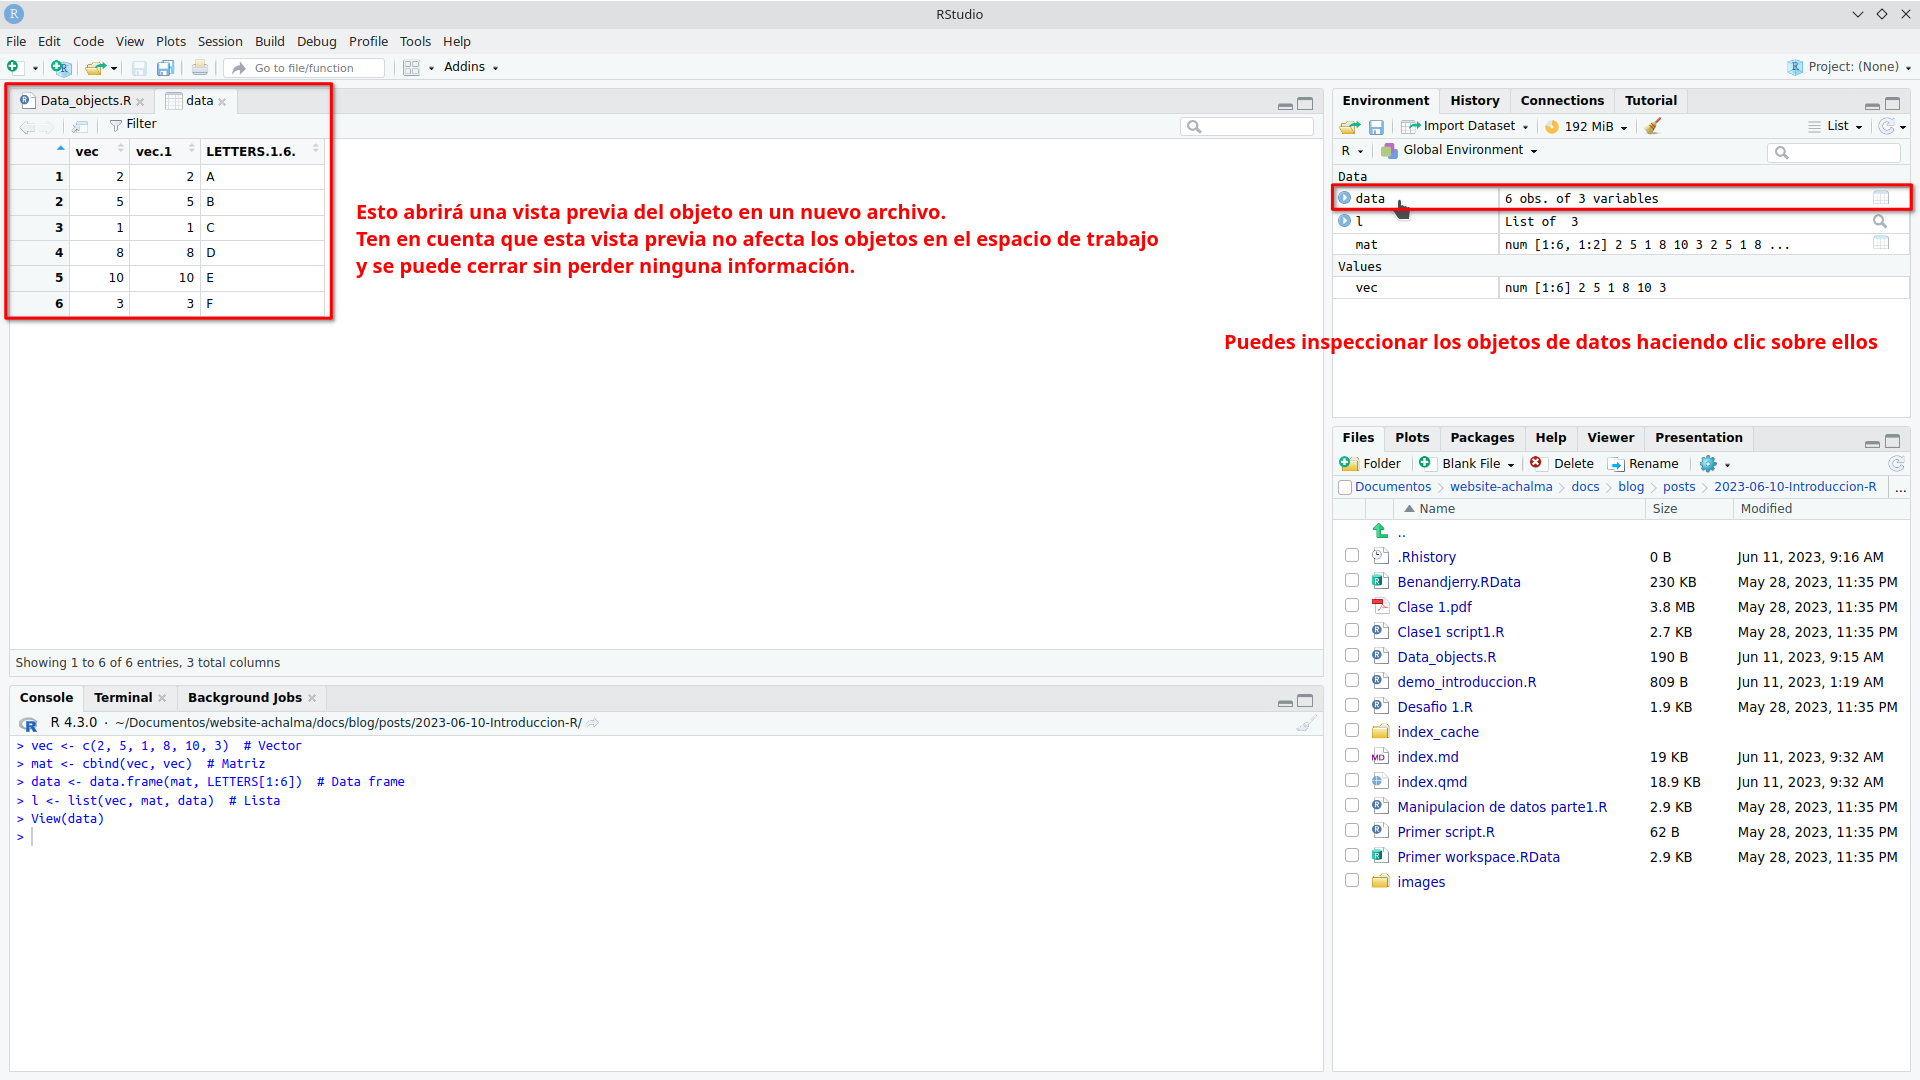 RStudio
File Edit Code View Plots Session Build Debug Profile Tools Help
Go to file/function Addins Project: (None)
Data_objects.R data
Filter
vec vec.1 LETTERS.1.6.
1 2 2 A
2 5 5 B
3 1 1 C
4 8 8 D
5 10 10 E
6 3 3 F
Esto abrirá una vista previa del objeto en un nuevo archivo.
Ten en cuenta que esta vista previa no afecta los objetos en el espacio de trabajo
y se puede cerrar sin perder ninguna información.
Showing 1 to 6 of 6 entries, 3 total columns
Console Terminal Background Jobs
R 4.3.0 · ~/Documentos/website-achalma/docs/blog/posts/2023-06-10-Introduccion-R/
> vec <- c(2, 5, 1, 8, 10, 3)  # Vector
> mat <- cbind(vec, vec)  # Matriz
> data <- data.frame(mat, LETTERS[1:6])  # Data frame
> l <- list(vec, mat, data)  # Lista
> View(data)
>
Environment History Connections Tutorial
Import Dataset 192 MiB List
R Global Environment
Data
data 6 obs. of 3 variables
l List of  3
mat num [1:6, 1:2] 2 5 1 8 10 3 2 5 1 8 ...
Values
vec num [1:6] 2 5 1 8 10 3
Puedes inspeccionar los objetos de datos haciendo clic sobre ellos
Files Plots Packages Help Viewer Presentation
Folder Blank File Delete Rename
Documentos website-achalma docs blog posts 2023-06-10-Introduccion-R ...
Name Size Modified
..
.Rhistory 0 B Jun 11, 2023, 9:16 AM
Benandjerry.RData 230 KB May 28, 2023, 11:35 PM
Clase 1.pdf 3.8 MB May 28, 2023, 11:35 PM
Clase1 script1.R 2.7 KB May 28, 2023, 11:35 PM
Data_objects.R 190 B Jun 11, 2023, 9:15 AM
demo_introduccion.R 809 B Jun 11, 2023, 1:19 AM
Desafio 1.R 1.9 KB May 28, 2023, 11:35 PM
index_cache
index.md 19 KB Jun 11, 2023, 9:32 AM
index.qmd 18.9 KB Jun 11, 2023, 9:32 AM
Manipulacion de datos parte1.R 2.9 KB May 28, 2023, 11:35 PM
Primer script.R 62 B May 28, 2023, 11:35 PM
Primer workspace.RData 2.9 KB May 28, 2023, 11:35 PM
images